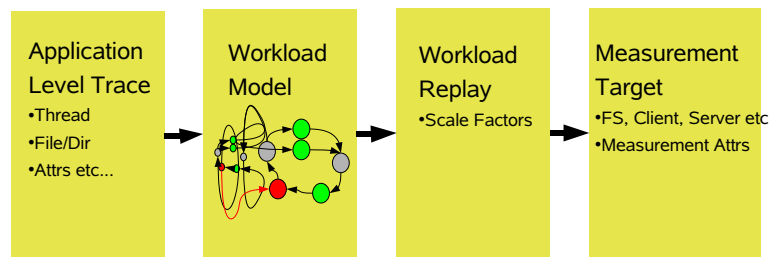 Application
Level Trace
•Thread
•File/Dir
•Attrs etc...
Workload
Model
Workload
Replay
•Scale Factors
Measurement
Target
•FS, Client, Server etc
•Measurement Attrs